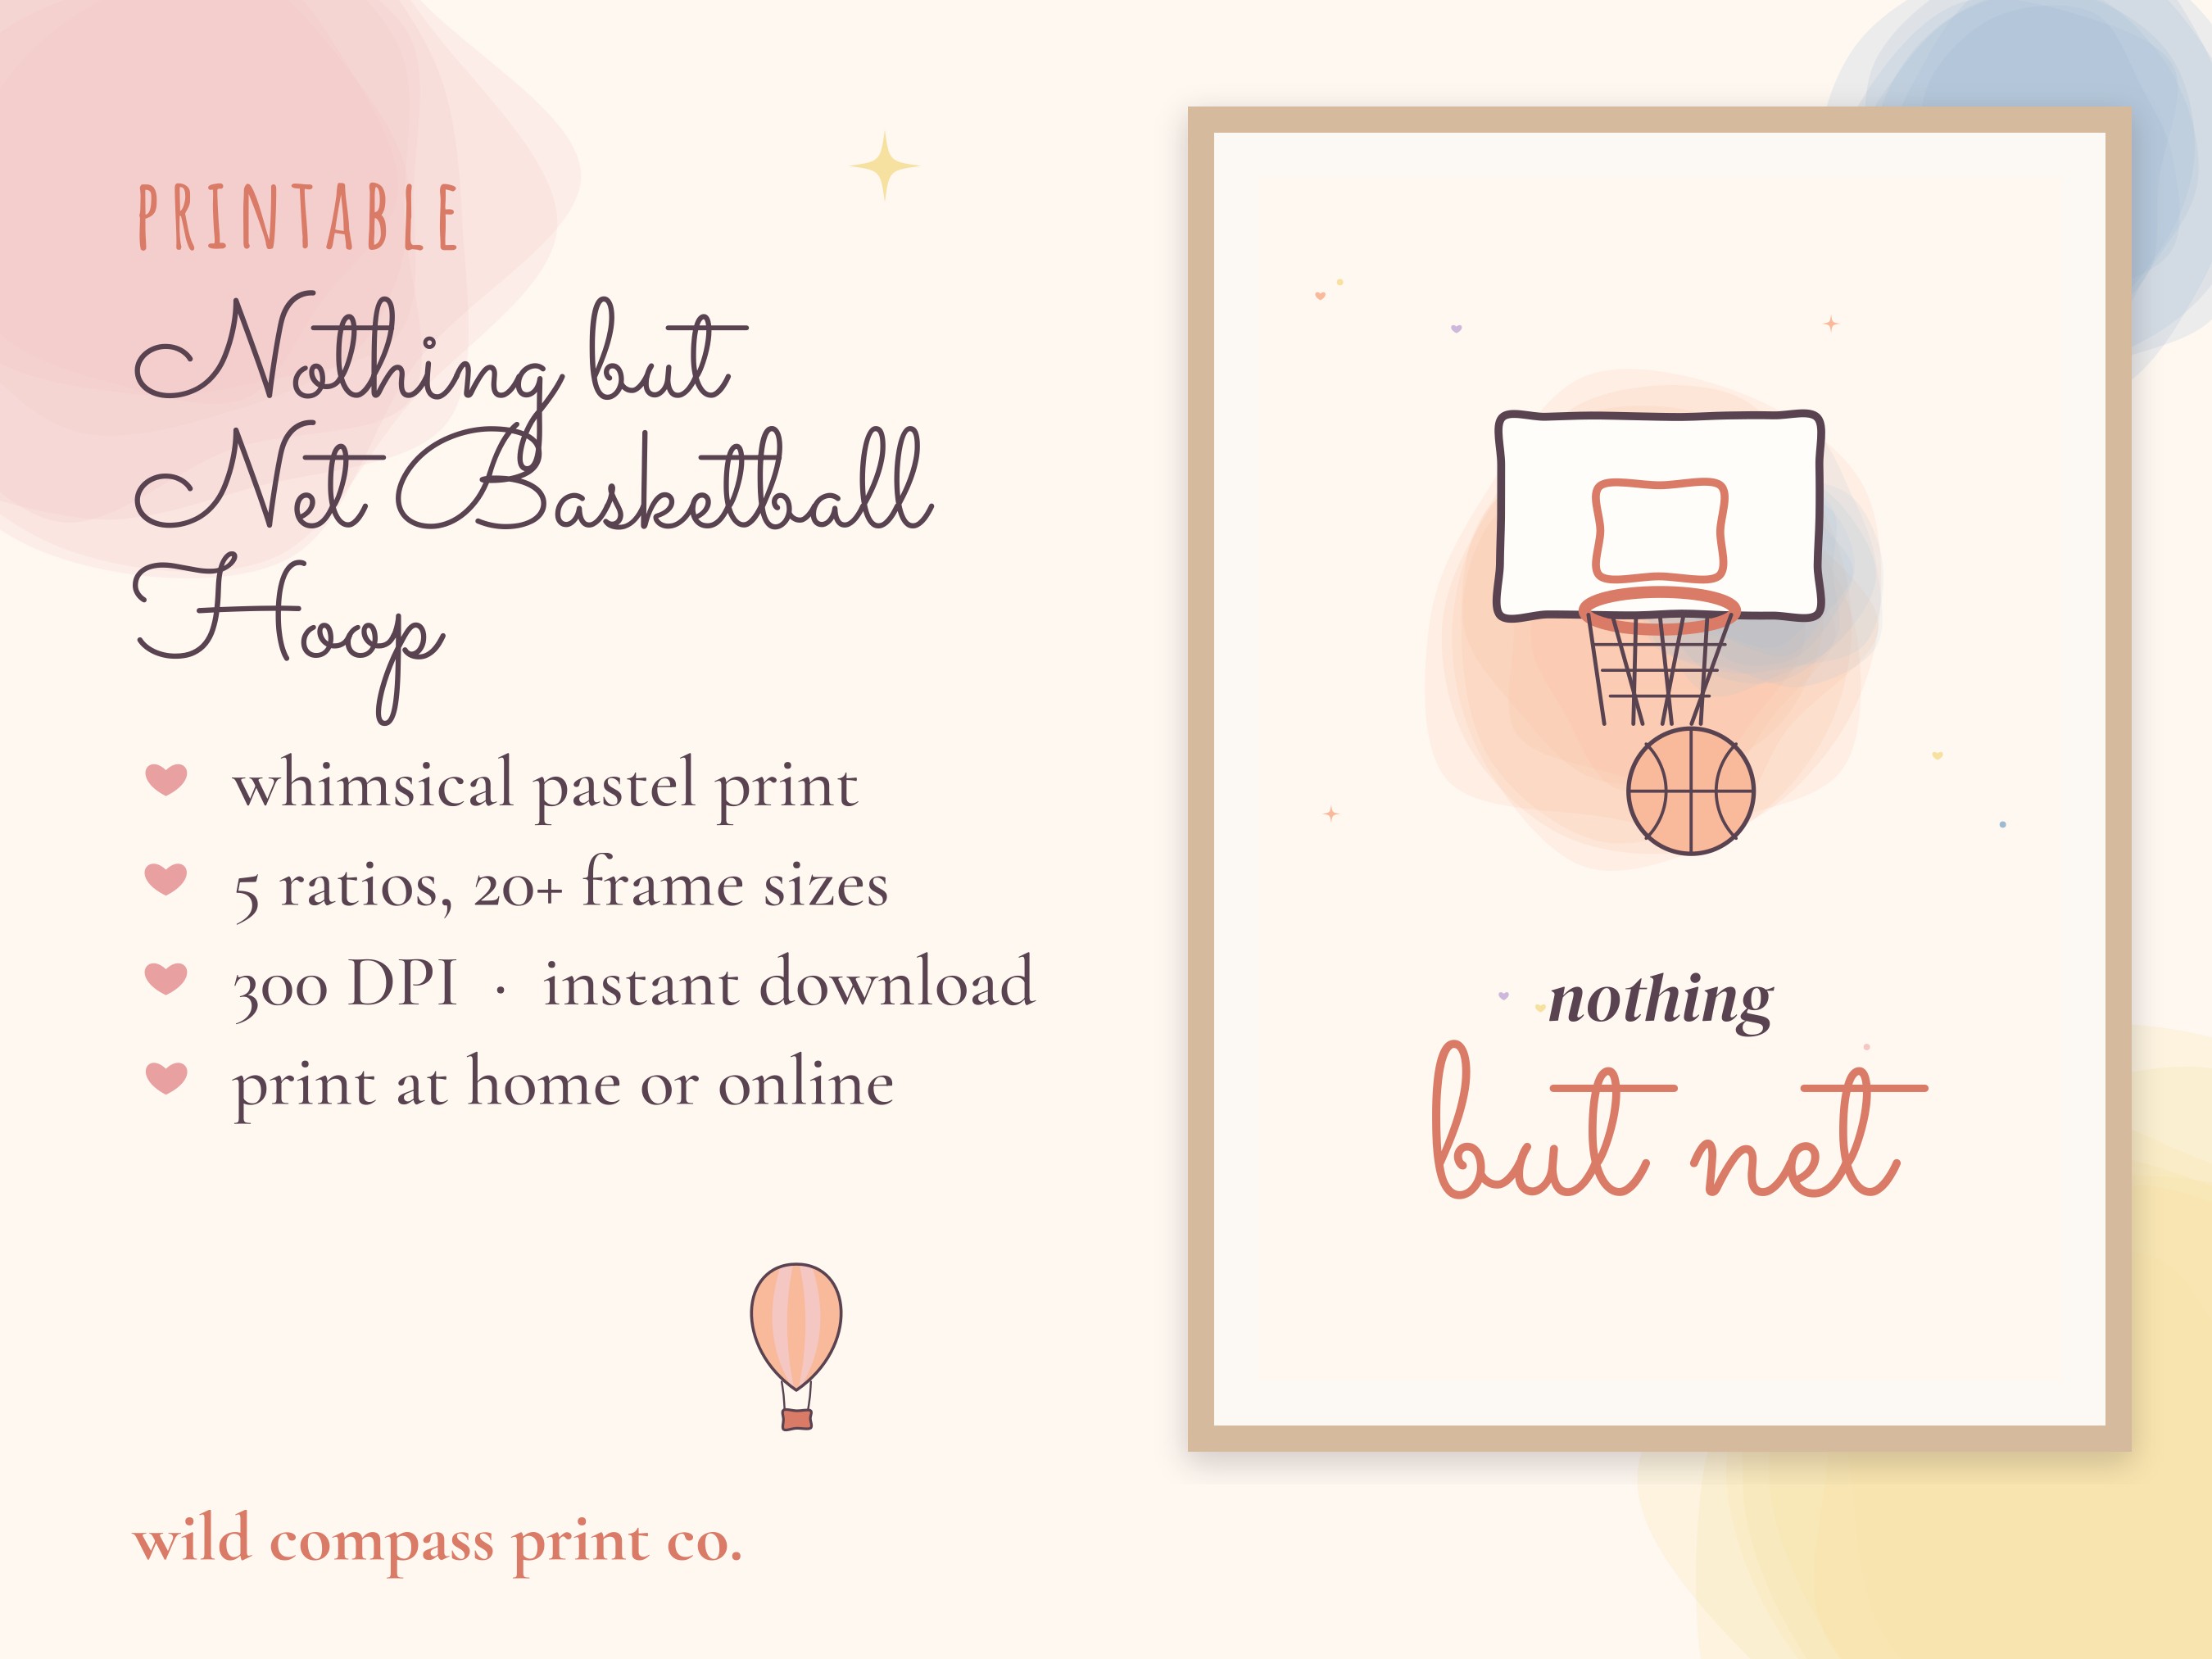 PRINTABLE
Nothing but
Net Basketball
Hoop
whimsical pastel print
5 ratios, 20+ frame sizes
300 DPI · instant download
print at home or online
wild compass print co.
nothing
but net